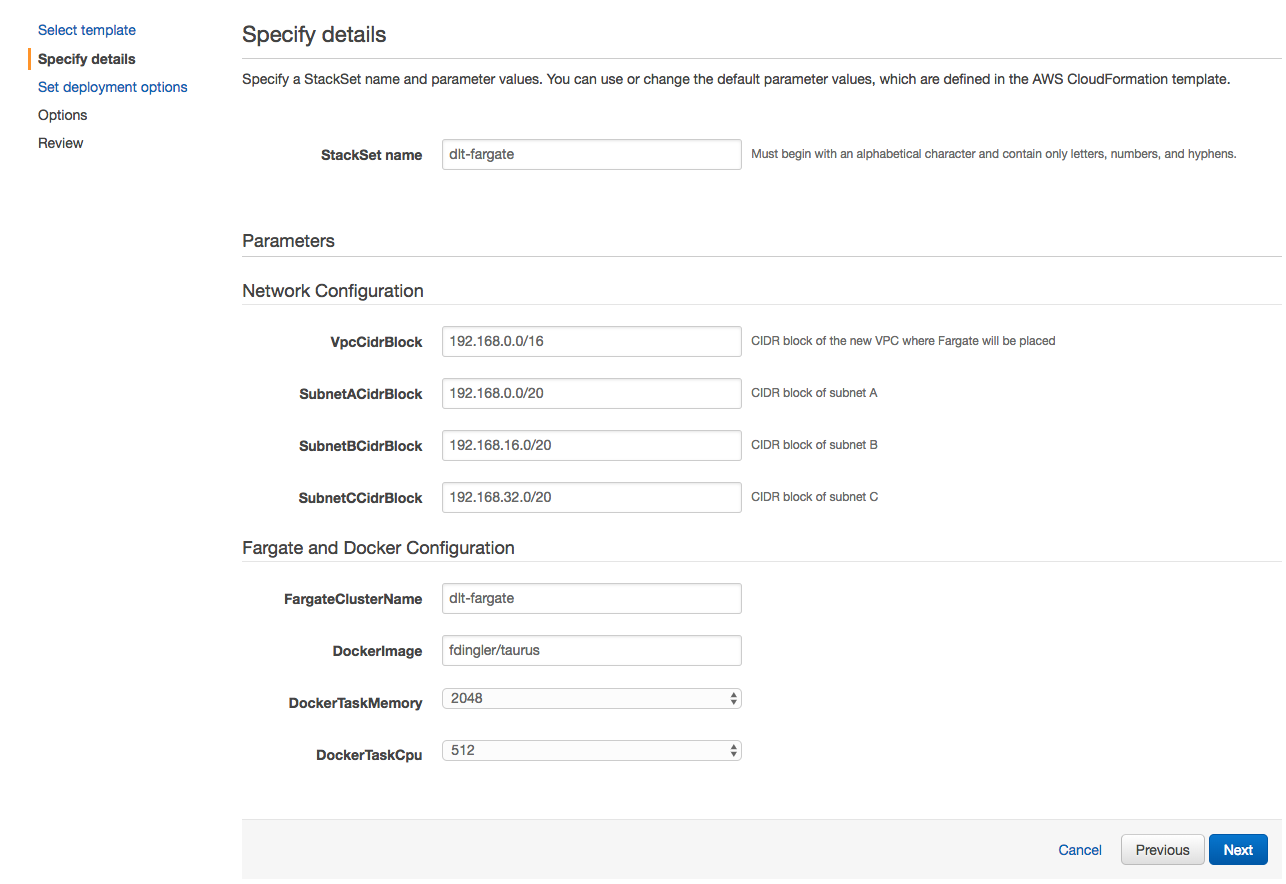 Select template
Specify details
Set deployment options
Options
Review
Specify details
Specify a StackSet name and parameter values. You can use or change the default parameter values, which are defined in the AWS CloudFormation template.
StackSet name dlt-fargate Must begin with an alphabetical character and contain only letters, numbers, and hyphens.
Parameters
Network Configuration
VpcCidrBlock 192.168.0.0/16 CIDR block of the new VPC where Fargate will be placed
SubnetACidrBlock 192.168.0.0/20 CIDR block of subnet A
SubnetBCidrBlock 192.168.16.0/20 CIDR block of subnet B
SubnetCCidrBlock 192.168.32.0/20 CIDR block of subnet C
Fargate and Docker Configuration
FargateClusterName dlt-fargate
DockerImage fdingler/taurus
DockerTaskMemory 2048
DockerTaskCpu 512
Cancel Previous Next